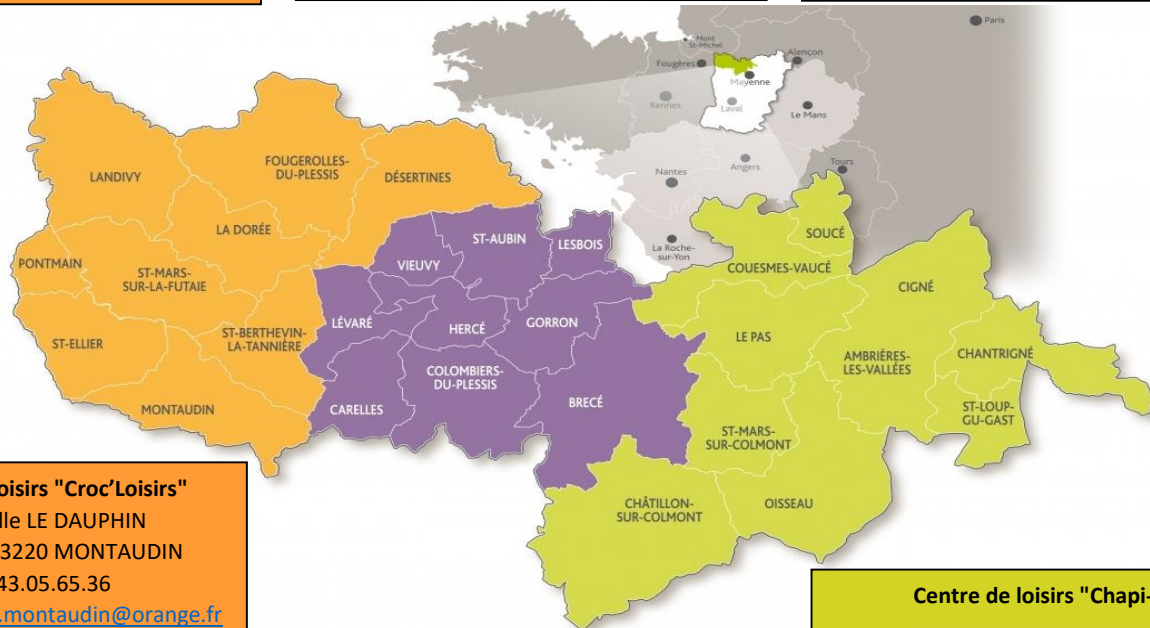 Paris
Mont
St-Michel
Alençon
Fougères
Mayenne
Rennes
Laval
Le Mans
Angers
Tours
Nantes
La Roche-
sur-Yon
LANDIVY
FOUGEROLLES-
DU-PLESSIS
DÉSERTINES
LA DORÉE
PONTMAIN
ST-MARS-
SUR-LA-FUTAIE
ST-ELLIER
ST-BERTHEVIN-
LA-TANNIÈRE
MONTAUDIN
ST-AUBIN
LESBOIS
VIEUVY
LÉVARÉ
HERCÉ
GORRON
COLOMBIERS-
DU-PLESSIS
CARELLES
BRECÉ
SOUCÉ
COUESMES-VAUCÉ
CIGNÉ
LE PAS
AMBRIÈRES-
LES-VALLÉES
CHANTRIGNÉ
ST-LOUP-
GU-GAST
ST-MARS-
SUR-COLMONT
CHÂTILLON-
SUR-COLMONT
OISSEAU
oisirs "Croc'Loisirs"
lle LE DAUPHIN
3220 MONTAUDIN
43.05.65.36
.montaudin@orange.fr
Centre de loisirs "Chapi-